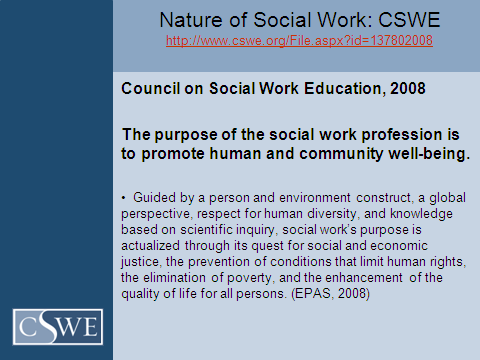 Nature of Social Work: CSWE
http://www.cswe.org/File.aspx?id=137802008
Council on Social Work Education, 2008
The purpose of the social work profession is
to promote human and community well-being.
• Guided by a person and environment construct, a global
perspective, respect for human diversity, and knowledge
based on scientific inquiry, social work's purpose is
actualized through its quest for social and economic
justice, the prevention of conditions that limit human rights,
the elimination of poverty, and the enhancement of the
quality of life for all persons. (EPAS, 2008)
CSWE